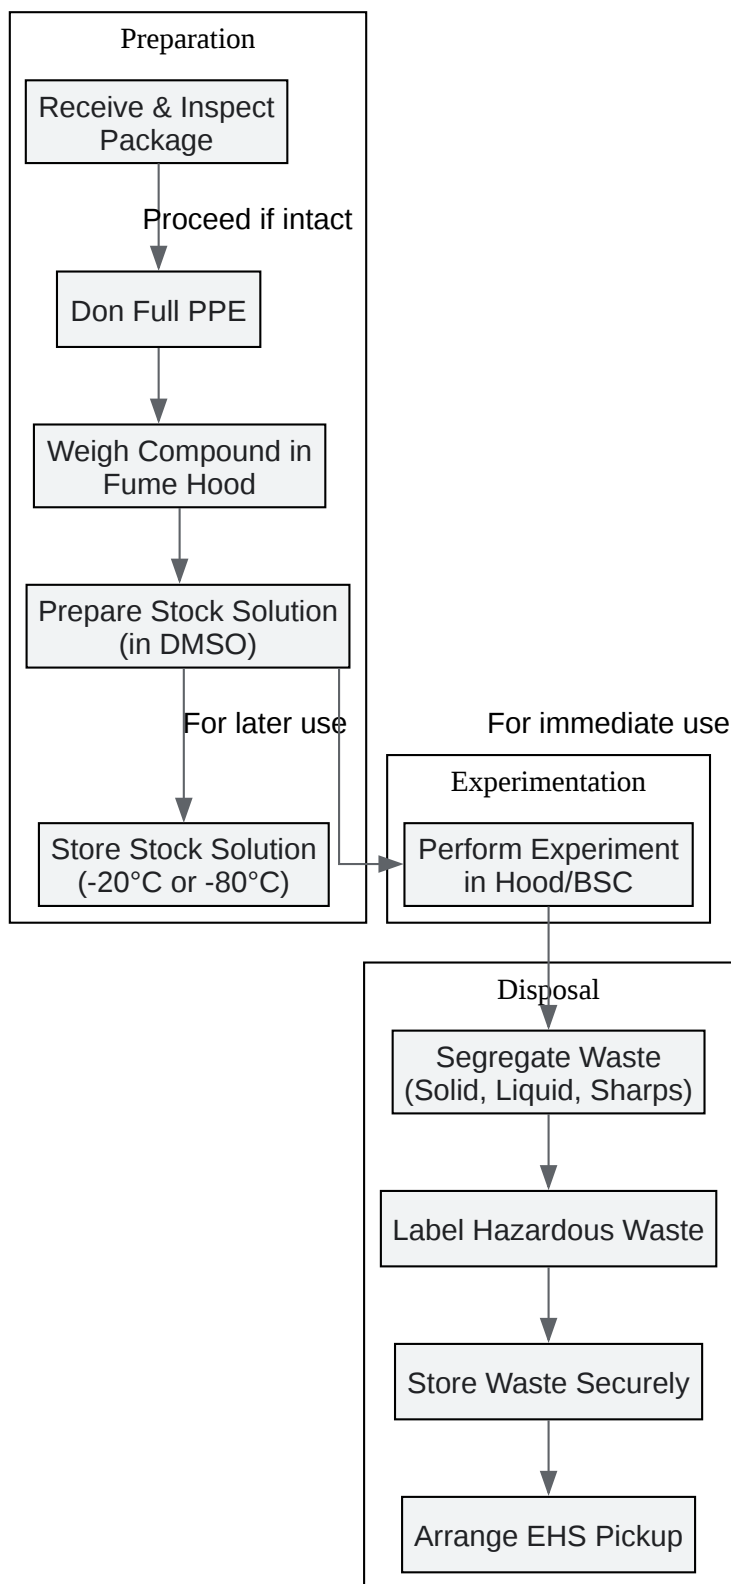 Preparation
Receive & Inspect
Package
Proceed if intact
Don Full PPE
Weigh Compound in
Fume Hood
Prepare Stock Solution
(in DMSO)
For later use
For immediate use
Store Stock Solution
(-20°C or -80°C)
Experimentation
Perform Experiment
in Hood/BSC
Disposal
Segregate Waste
(Solid, Liquid, Sharps)
Label Hazardous Waste
Store Waste Securely
Arrange EHS Pickup